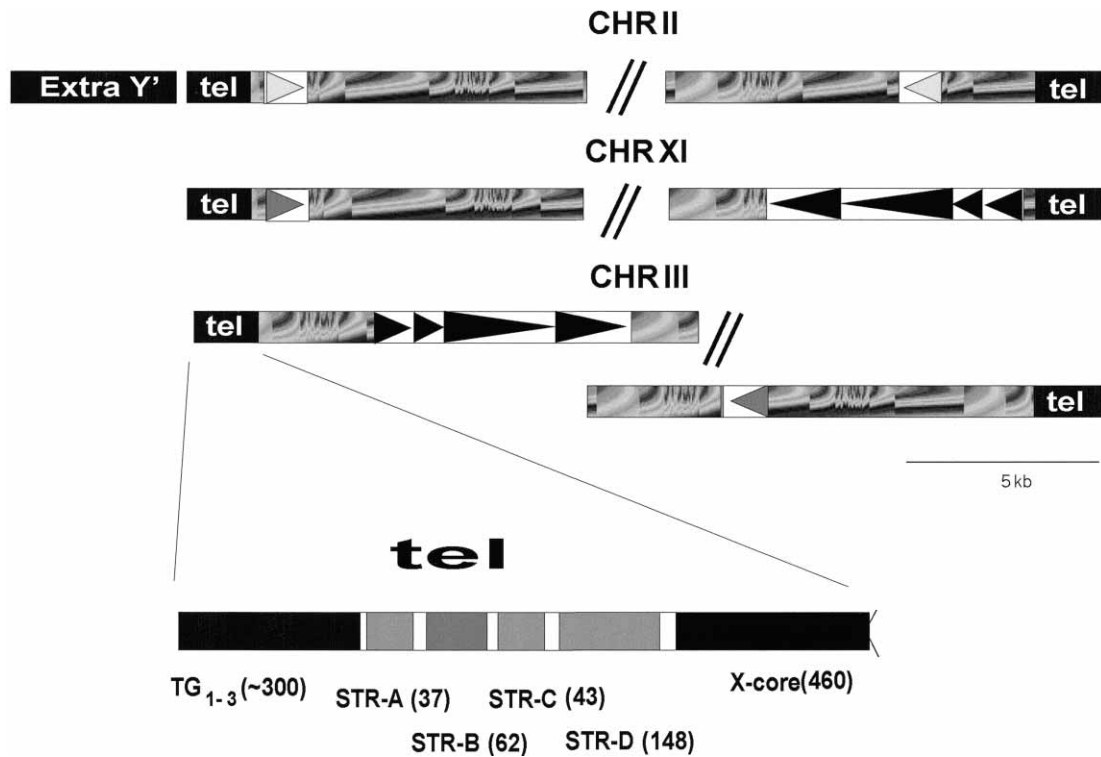 CHR II
Extra Y' tel tel
CHR XI
tel tel
CHR III
tel
tel
5 kb
tel
TG1-3 (~300) STR-A (37) STR-C (43) X-core(460)
STR-B (62) STR-D (148)